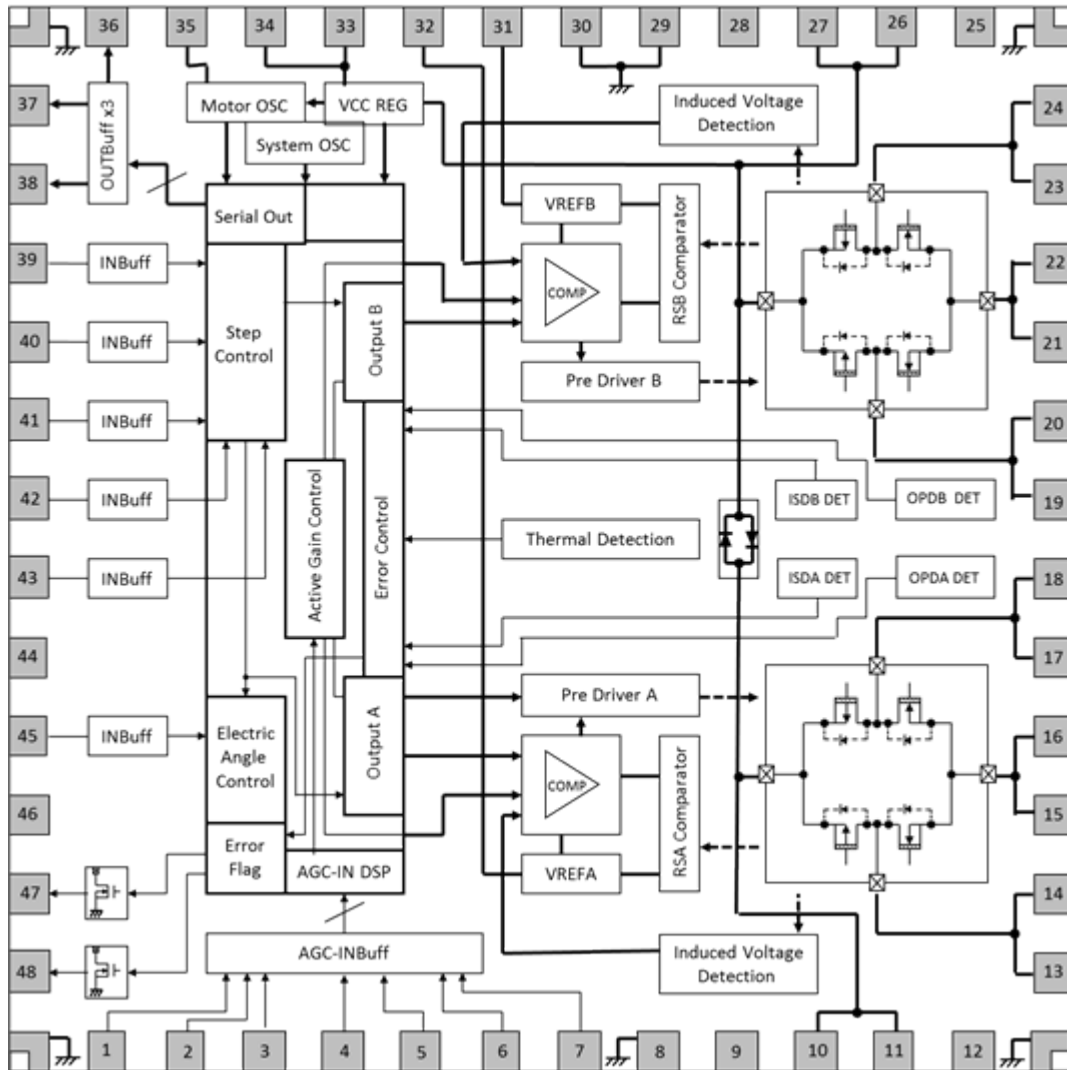 36
35
34
33
32
31
30
29
28
27
26
25
37
OUTBuff x3
Motor OSC
VCC REG
System OSC
Induced Voltage
Detection
24
38
Serial Out
VREFB
RSB Comparator
23
39
INBuff
COMP
22
40
INBuff
Step
Control
Output B
Pre Driver B
21
41
INBuff
20
42
INBuff
Active Gain Control
Error Control
Thermal Detection
ISDB DET
OPDB DET
19
43
INBuff
ISDA DET
OPDA DET
18
44
Pre Driver A
17
45
INBuff
Electric
Angle
Control
Output A
COMP
RSA Comparator
16
46
15
47
Error
Flag
AGC-IN DSP
VREFA
14
48
AGC-INBuff
Induced Voltage
Detection
13
1
2
3
4
5
6
7
8
9
10
11
12